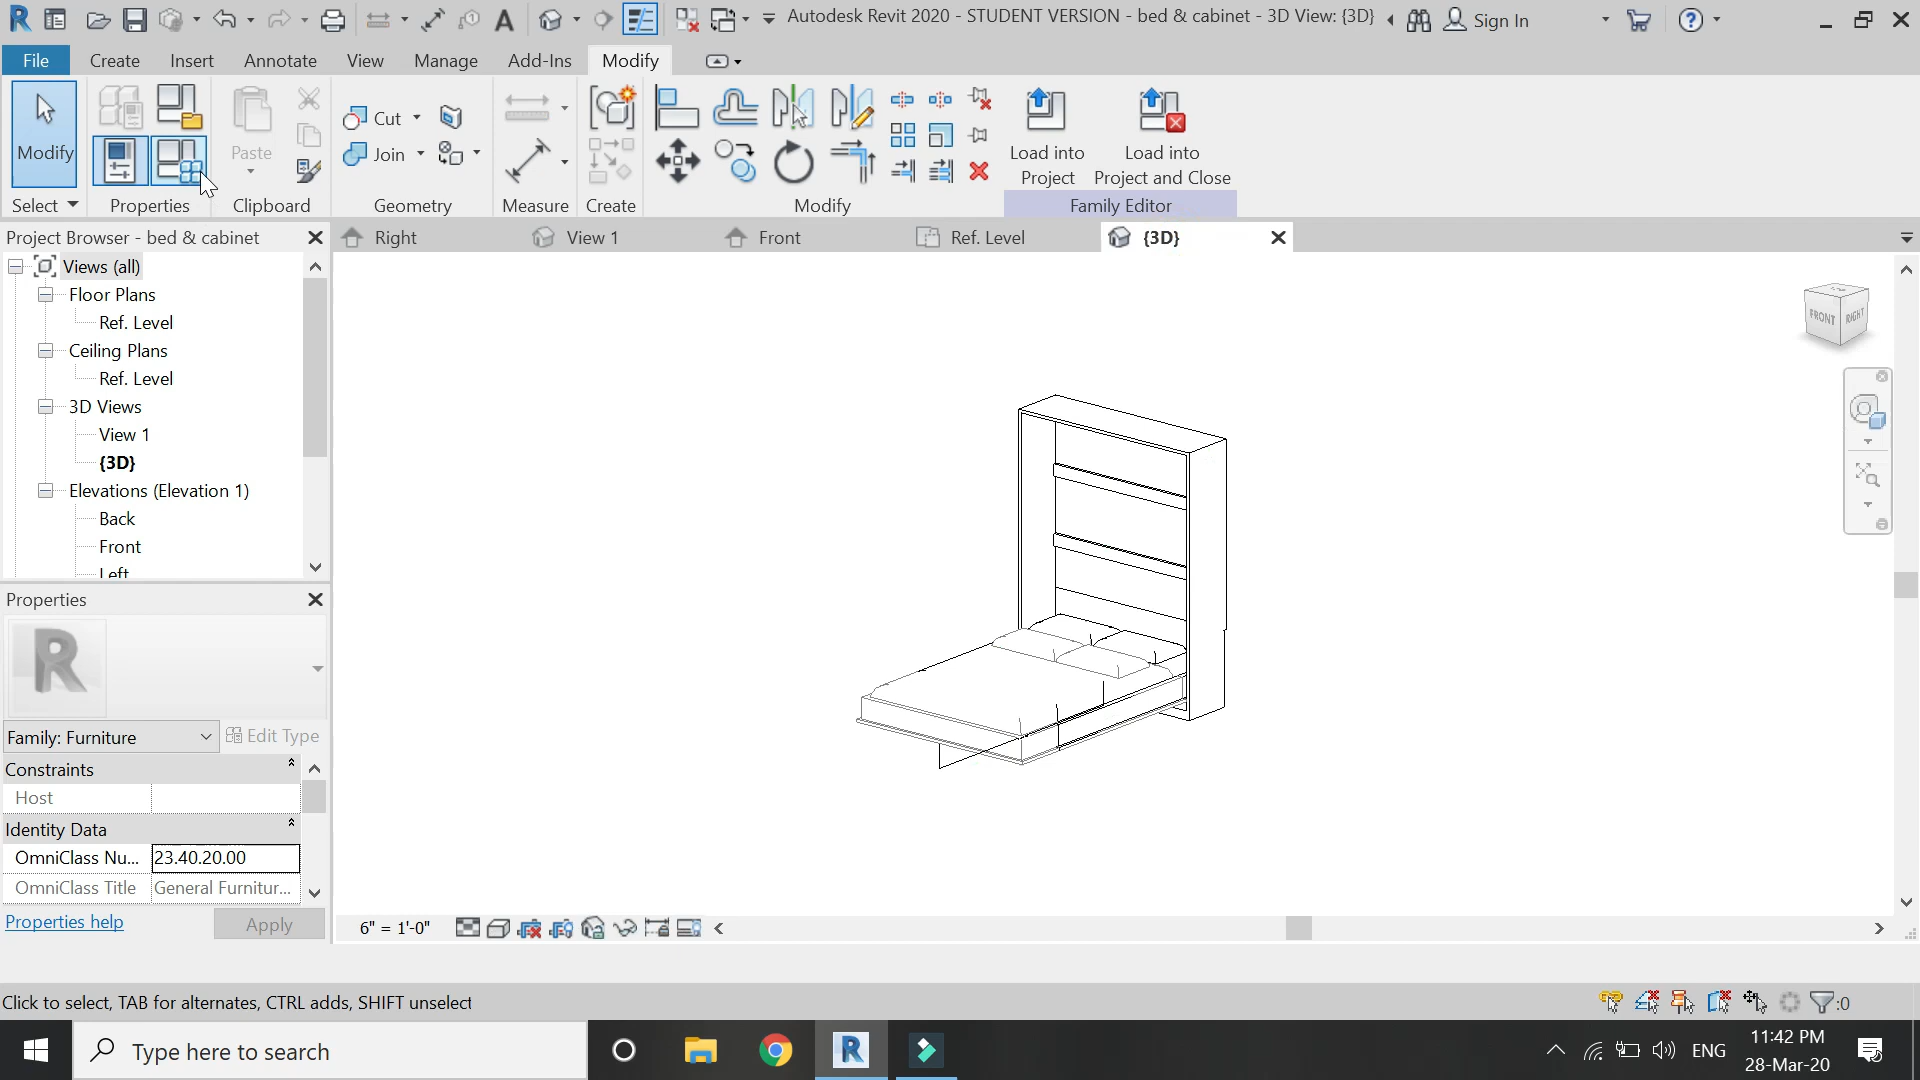 Autodesk Revit 2020 - STUDENT VERSION - bed & cabinet - 3D View: {3D}
Sign In
File
Create
Insert
Annotate
View
Manage
Add-Ins
Modify
Modify
Paste
Cut
Join
Load into
Project
Load into
Project and Close
Select
Properties
Clipboard
Geometry
Measure
Create
Modify
Family Editor
Project Browser - bed & cabinet
Right
View 1
Front
Ref. Level
{3D}
Views (all)
Floor Plans
Ref. Level
Ceiling Plans
Ref. Level
3D Views
View 1
{3D}
Elevations (Elevation 1)
Back
Front
Left
FRONT
RIGHT
Properties
Family: Furniture
Edit Type
Constraints
Host
Identity Data
OmniClass Nu...
23.40.20.00
OmniClass Title
General Furnitur...
Properties help
Apply
6" = 1'-0"
Click to select, TAB for alternates, CTRL adds, SHIFT unselect
:0
Type here to search
ENG
11:42 PM
28-Mar-20